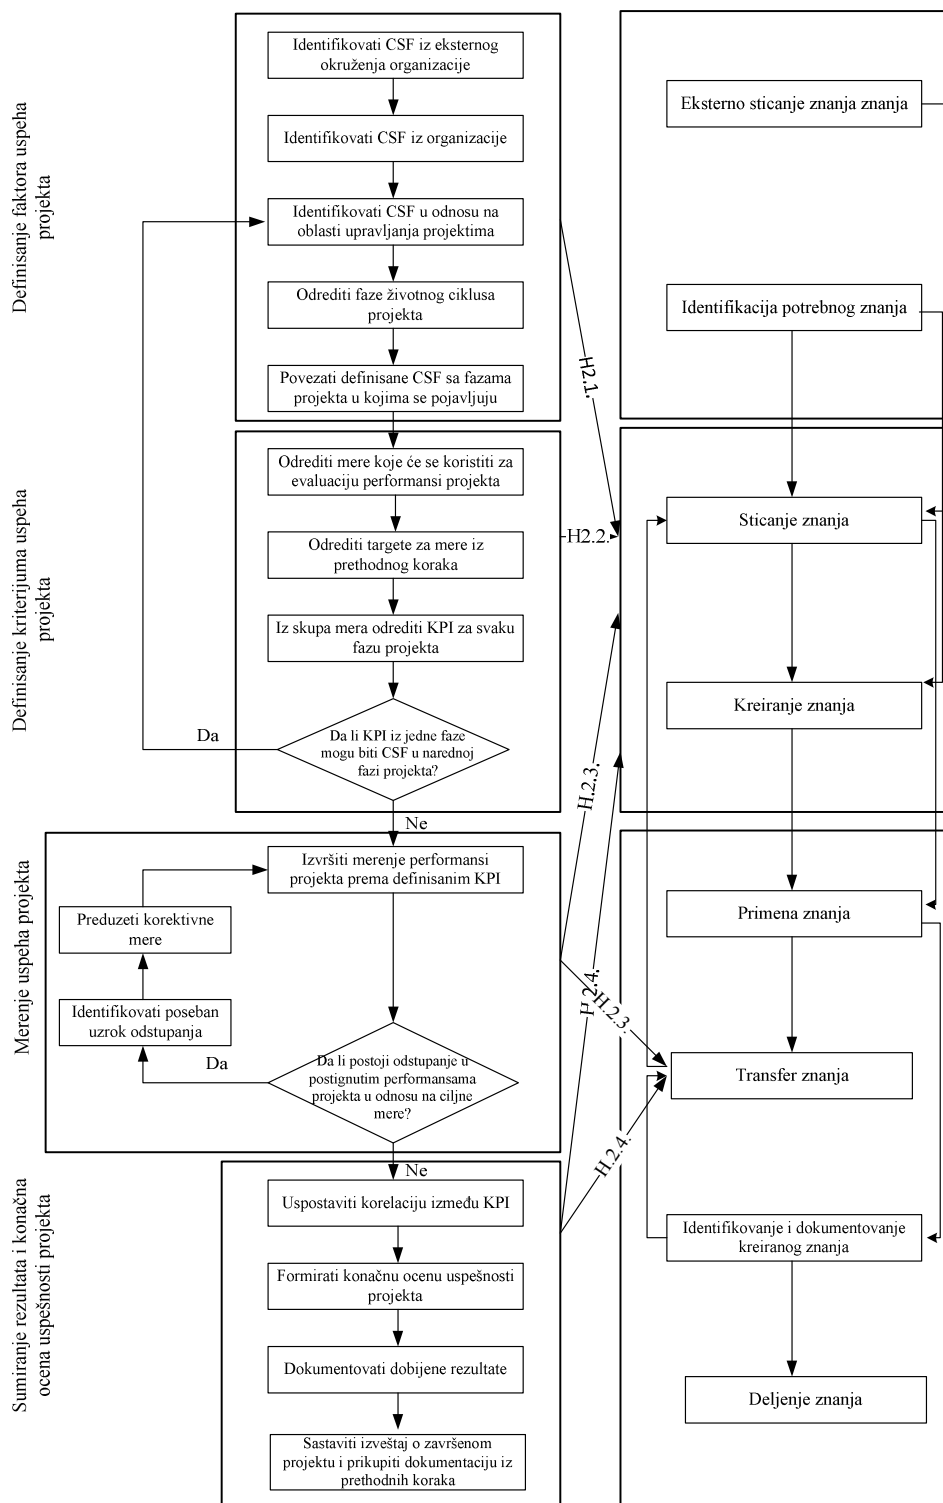 Definisanje faktora uspeha
projekta
Identifikovati CSF iz eksternog
okruženja organizacije
Identifikovati CSF iz organizacije
Identifikovati CSF u odnosu na
oblasti upravljanja projektima
Odrediti faze životnog ciklusa
projekta
Povezati definisane CSF sa fazama
projekta u kojima se pojavljuju
Eksterno sticanje znanja znanja
Identifikacija potrebnog znanja
H2.1.
Definisanje kriterijuma uspeha
projekta
Odrediti mere koje će se koristiti za
evaluaciju performansi projekta
Odrediti targete za mere iz
prethodnog koraka
Iz skupa mera odrediti KPI za svaku
fazu projekta
Da li KPI iz jedne faze
mogu biti CSF u narednoj
fazi projekta?
Da
Ne
H2.2.
Sticanje znanja
Kreiranje znanja
H.2.3.
H.2.4.
Merenje uspeha projekta
Izvršiti merenje performansi
projekta prema definisanim KPI
Preduzeti korektivne
mere
Identifikovati poseban
uzrok odstupanja
Da
Da li postoji odstupanje u
postignutim performansama
projekta u odnosu na ciljne
mere?
Ne
H.2.3.
H.2.4.
Primena znanja
Transfer znanja
Sumiranje rezultata i konačna
ocena uspešnosti projekta
Uspostaviti korelaciju između KPI
Formirati konačnu ocenu uspešnosti
projekta
Dokumentovati dobijene rezultate
Sastaviti izveštaj o završenom
projektu i prikupiti dokumentaciju iz
prethodnih koraka
Identifikovanje i dokumentovanje
kreiranog znanja
Deljenje znanja